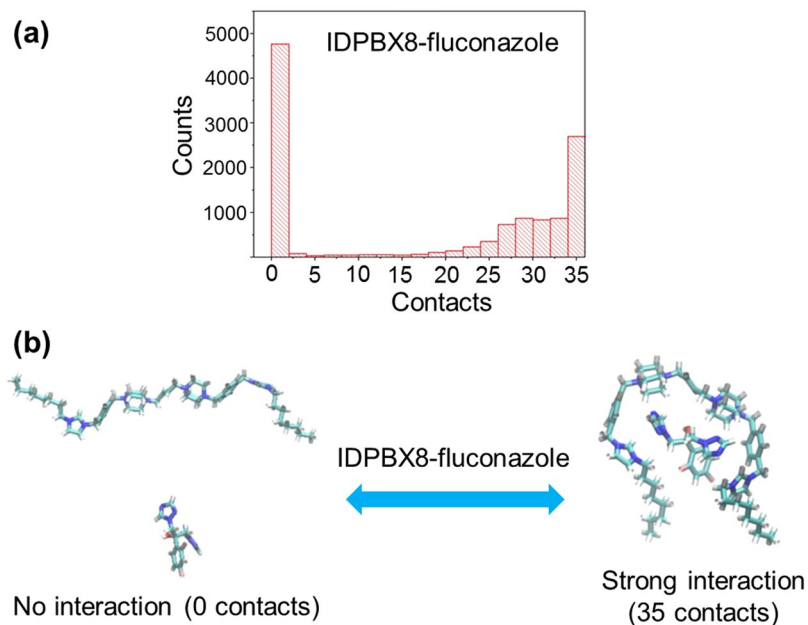 (a)
IDPBX8-fluconazole
5000
4000
3000
2000
1000
Counts
0 5 10 15 20 25 30 35
Contacts
(b)
IDPBX8-fluconazole
No interaction (0 contacts)
Strong interaction
(35 contacts)